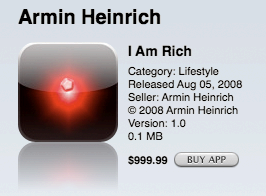 Armin Heinrich
I Am Rich
Category: Lifestyle
Released Aug 05, 2008
Seller: Armin Heinrich
© 2008 Armin Heinrich
Version: 1.0
0.1 MB
$999.99 BUY APP